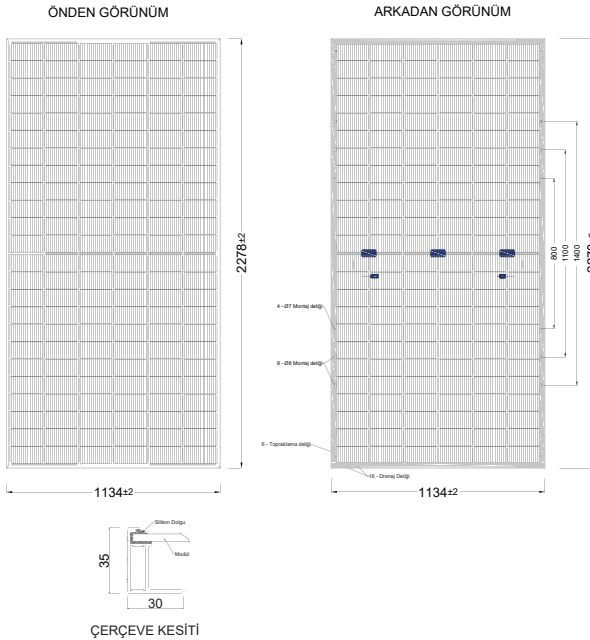 ÖNDEN GÖRÜNÜM
ARKADAN GÖRÜNÜM
2278±2
800
1100
1400
4 - Ø7 Montaj deliği
8 - Ø8 Montaj deliği
6 - Topraklama deliği
16 - Drenaj Deliği
1134±2
1134±2
Silikon Dolgu
Modül
35
30
ÇERÇEVE KESİTİ